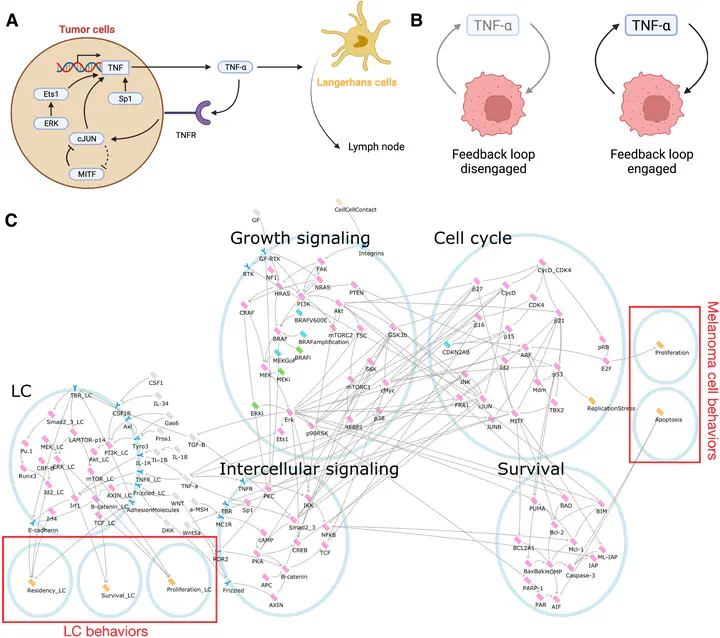 A
Tumor cells
TNF
Ets1
Sp1
ERK
cJUN
MITF
TNF-α
TNFR
Langerhans cells
Lymph node
B
TNF-α
Feedback loop
disengaged
TNF-α
Feedback loop
engaged
C
Growth signaling
GF
CellCellContact
Integrins
GF-RTK
RTK
FAK
NF1
NRAS
HRAS
PTEN
PI3K
CRAF
Akt
BRAFV600E
BRAF
mTORC2
TSC
GSK3b
BRAFamplification
MEKGof
BRAFi
MEK
MEKi
S6K
mTORC1
cMyc
ERKi
Erk
p38
4EBP1
Ets1
p90RSK
Cell cycle
CycD_CDK4
p27
CycD
CDK4
p16
p21
p15
CDKN2AB
ARF
pRB
E2F
Id2
p53
JNK
Mdm
FRA1
cJUN
TBX2
JUNB
MITF
ReplicationStress
Melanoma cell behaviors
Proliferation
Apoptosis
LC
TBR_LC
CSF1
CSF1R
IL-34
Smad2_3_LC
Axl
Gas6
LAMTOR-p14
Pros1
Pu.1
MEK_LC
PI3K_LC
Tyro3
TGF-B
Akt_LC
IL-1R
IL-1B
IL-18
CBF-B
ERK_LC
Runx3
mTOR_LC
TNFR_LC
TNF-a
Id2_LC
AXIN_LC
Frizzled_LC
Irf1
B-catenin_LC
AdhesionMolecules
WNT
a-MSH
Irf4
TCF_LC
E-cadherin
DKK
Wnt5a
Residency_LC
Survival_LC
Proliferation_LC
LC behaviors
Intercellular signaling
TNFR
PKC
IKK
TBR
Sp1
MC1R
Smad2_3
NFkB
cAMP
CREB
TCF
ROR2
PKA
APC
B-catenin
Frizzled
AXIN
Survival
PUMA
BAD
BIM
Bcl-2
BCL2A1
Mcl-1
ML-IAP
IAP
BaxBak
MOMP
Caspase-3
PARP-1
PAR
AIF